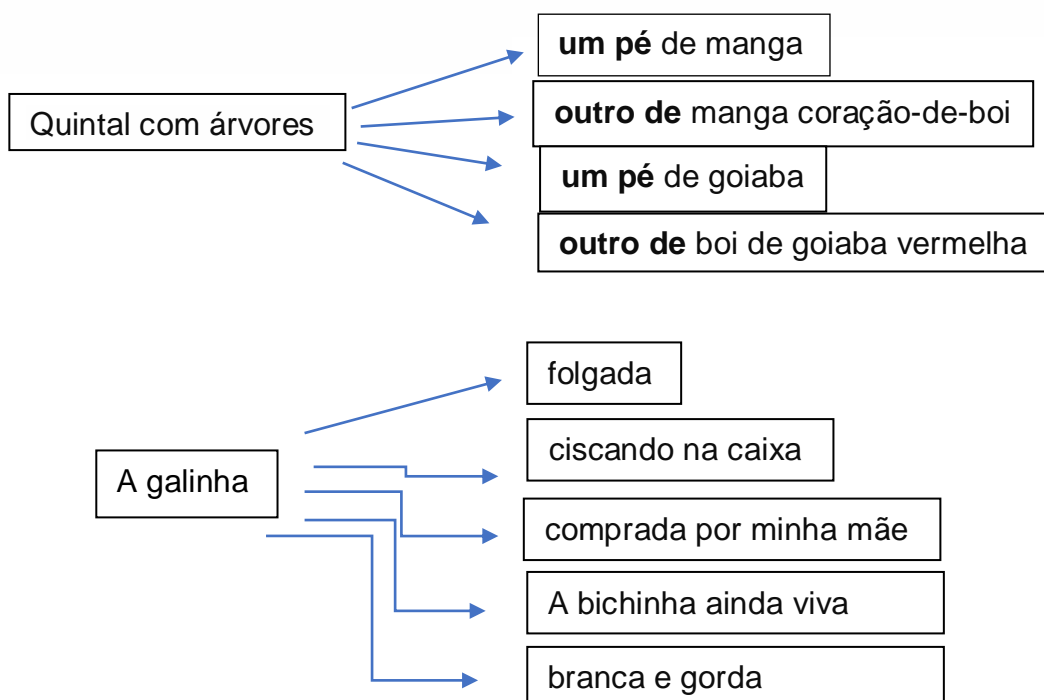 um pé de manga
Quintal com árvores
outro de manga coração-de-boi
um pé de goiaba
outro de boi de goiaba vermelha
folgada
ciscando na caixa
A galinha
comprada por minha mãe
A bichinha ainda viva
branca e gorda